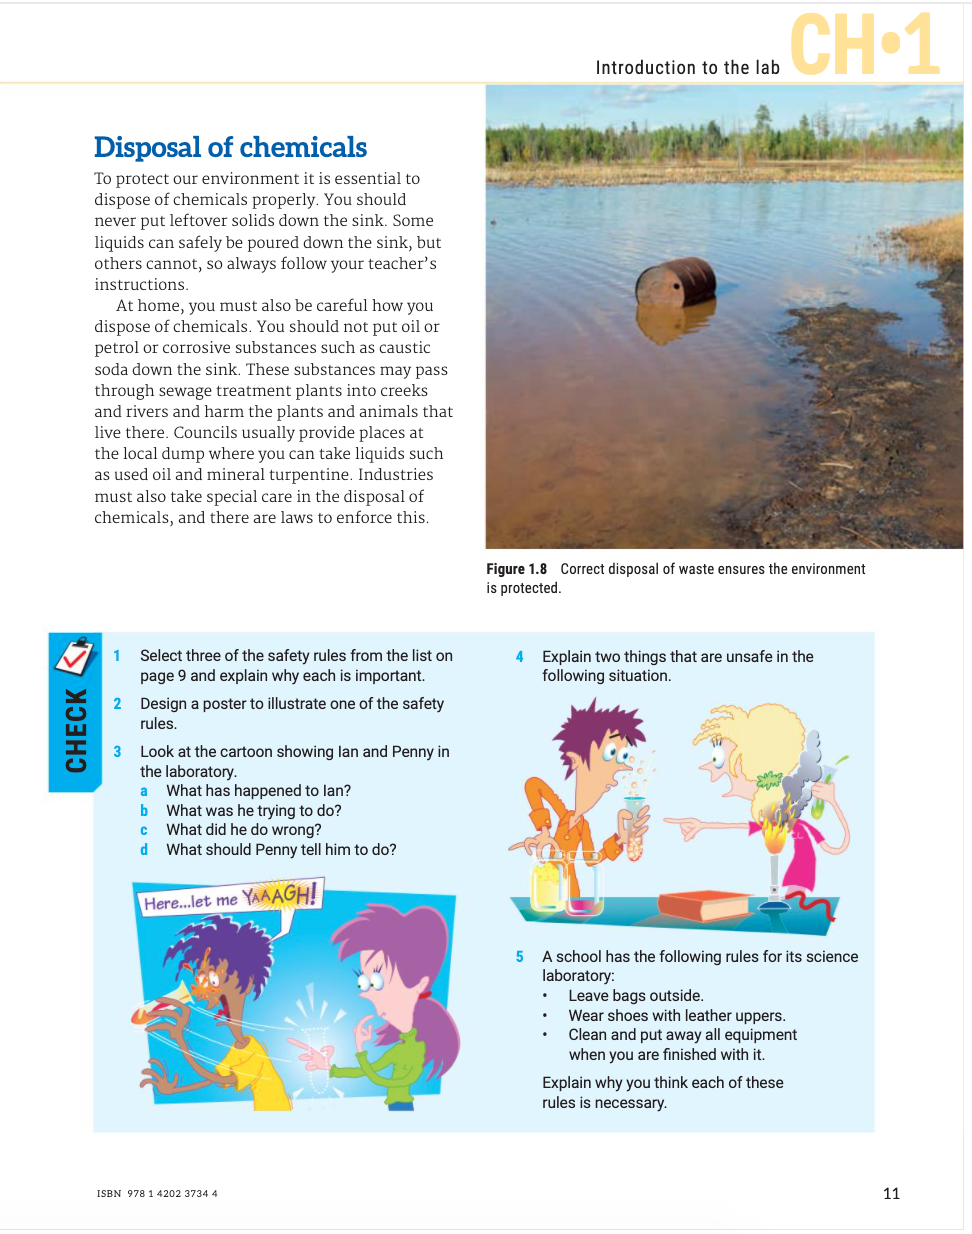 Introduction to the lab
CH•1
Disposal of chemicals
To protect our environment it is essential to
dispose of chemicals properly. You should
never put leftover solids down the sink. Some
liquids can safely be poured down the sink, but
others cannot, so always follow your teacher's
instructions.
At home, you must also be careful how you
dispose of chemicals. You should not put oil or
petrol or corrosive substances such as caustic
soda down the sink. These substances may pass
through sewage treatment plants into creeks
and rivers and harm the plants and animals that
live there. Councils usually provide places at
the local dump where you can take liquids such
as used oil and mineral turpentine. Industries
must also take special care in the disposal of
chemicals, and there are laws to enforce this.
Figure 1.8 Correct disposal of waste ensures the environment
is protected.
CHECK
1 Select three of the safety rules from the list on
page 9 and explain why each is important.
2 Design a poster to illustrate one of the safety
rules.
3 Look at the cartoon showing Ian and Penny in
the laboratory.
a What has happened to Ian?
b What was he trying to do?
c What did he do wrong?
d What should Penny tell him to do?
Here...let me YAAAGH!
4 Explain two things that are unsafe in the
following situation.
5 A school has the following rules for its science
laboratory:
• Leave bags outside.
• Wear shoes with leather uppers.
• Clean and put away all equipment
when you are finished with it.
Explain why you think each of these
rules is necessary.
ISBN 978 1 4202 3734 4
11